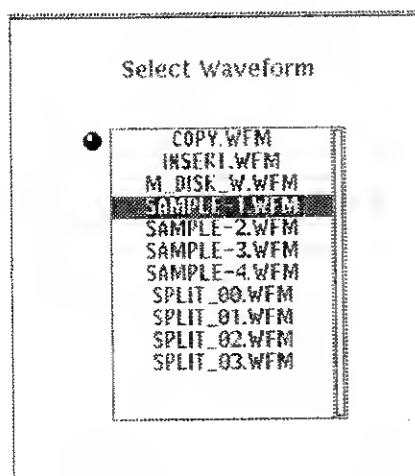 Select Waveform
COPY.WFM
INSERT.WFM
M_DISK_W.WFM
SAMPLE-1.WFM
SAMPLE-2.WFM
SAMPLE-3.WFM
SAMPLE-4.WFM
SPLIT_00.WFM
SPLIT_01.WFM
SPLIT_02.WFM
SPLIT_03.WFM